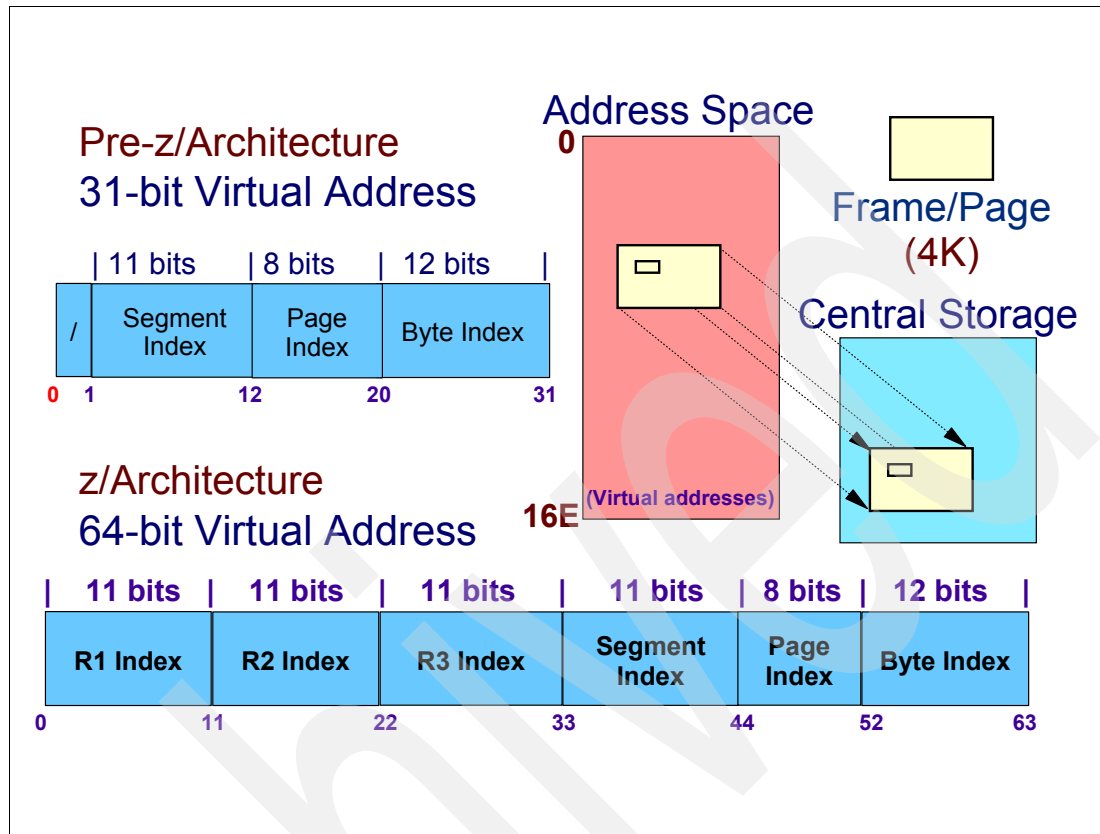 Pre-z/Architecture
31-bit Virtual Address
| 11 bits | 8 bits | 12 bits |
/ Segment Index Page Index Byte Index
0 1 12 20 31
Address Space
0
(Virtual addresses)
16E
Frame/Page
(4K)
Central Storage
z/Architecture
64-bit Virtual Address
| 11 bits | 11 bits | 11 bits | 11 bits | 8 bits | 12 bits |
R1 Index R2 Index R3 Index Segment Index Page Index Byte Index
0 11 22 33 44 52 63